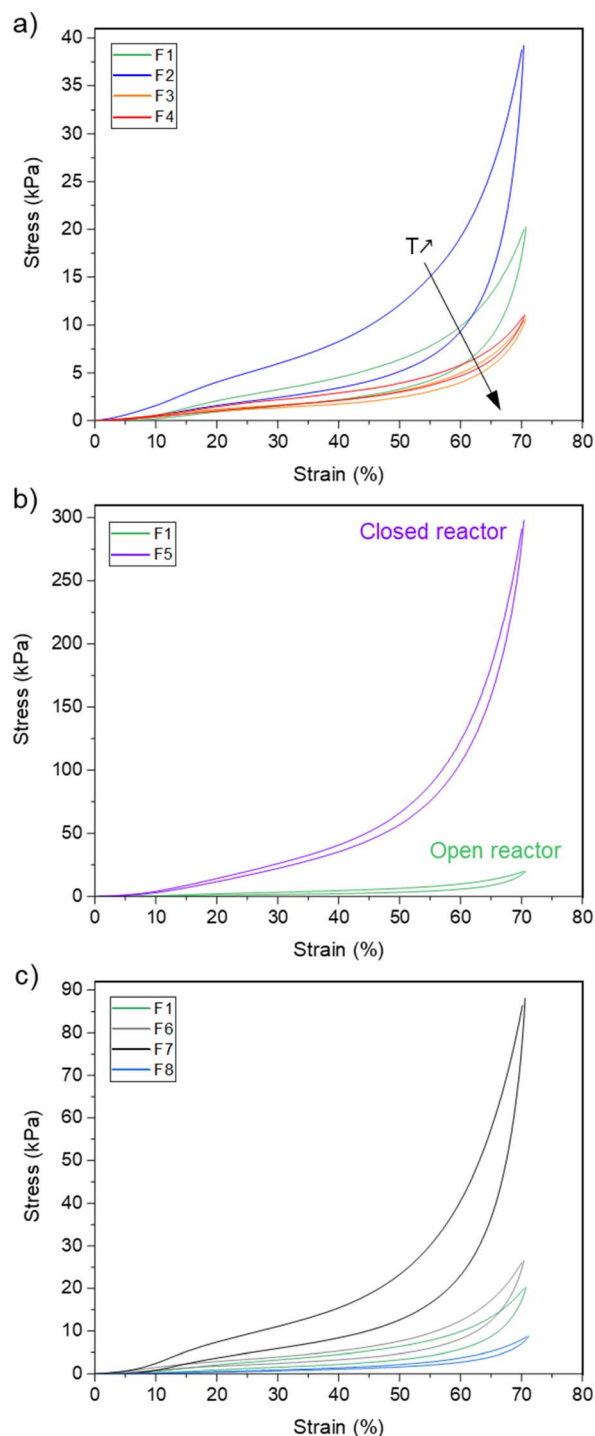 a)
40
35
30
25
20
15
10
5
0
Stress (kPa)
F1
F2
F3
F4
T↗
0 10 20 30 40 50 60 70 80
Strain (%)
b)
300
250
200
150
100
50
0
Stress (kPa)
F1
F5
Closed reactor
Open reactor
0 10 20 30 40 50 60 70 80
Strain (%)
c)
90
80
70
60
50
40
30
20
10
0
Stress (kPa)
F1
F6
F7
F8
0 10 20 30 40 50 60 70 80
Strain (%)